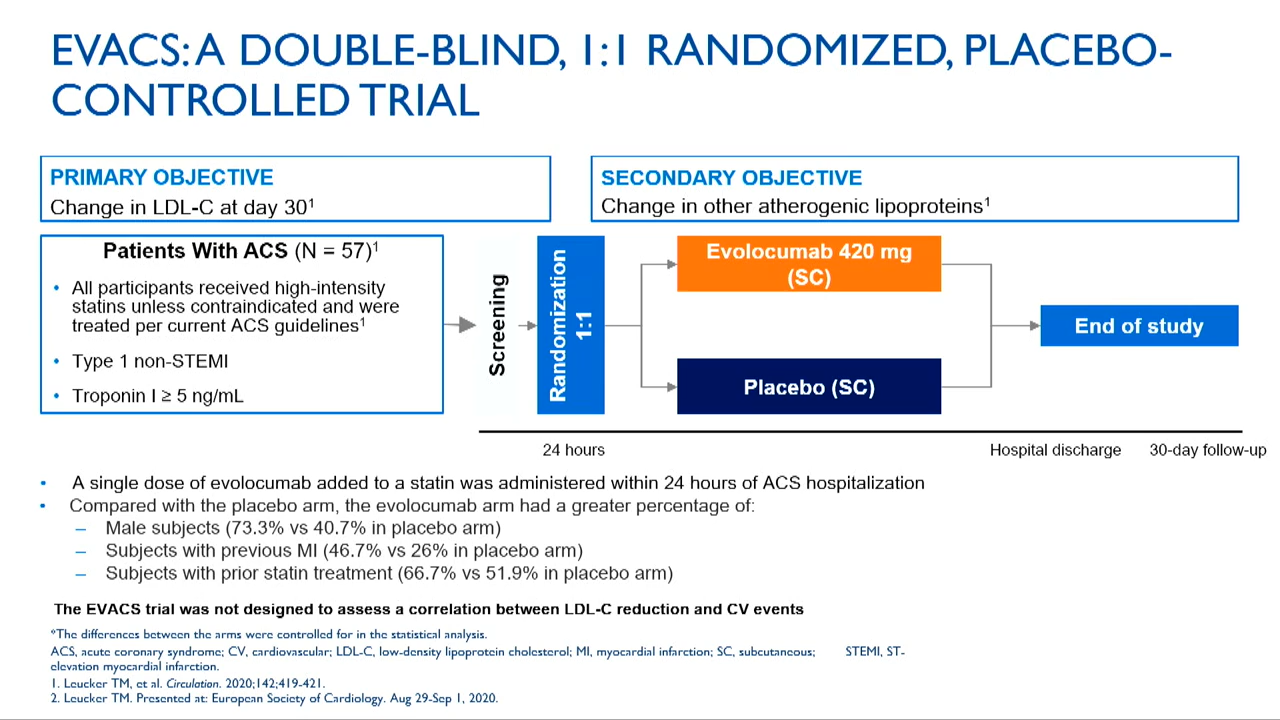 EVACS: A DOUBLE-BLIND, 1:1 RANDOMIZED, PLACEBO-
CONTROLLED TRIAL
PRIMARY OBJECTIVE
Change in LDL-C at day 30¹
SECONDARY OBJECTIVE
Change in other atherogenic lipoproteins¹
Patients With ACS (N = 57)¹
• All participants received high-intensity
statins unless contraindicated and were
treated per current ACS guidelines¹
• Type 1 non-STEMI
• Troponin I ≥ 5 ng/mL
Screening
Randomization
1:1
Evolocumab 420 mg
(SC)
Placebo (SC)
End of study
24 hours
Hospital discharge
30-day follow-up
• A single dose of evolocumab added to a statin was administered within 24 hours of ACS hospitalization
• Compared with the placebo arm, the evolocumab arm had a greater percentage of:
– Male subjects (73.3% vs 40.7% in placebo arm)
– Subjects with previous MI (46.7% vs 26% in placebo arm)
– Subjects with prior statin treatment (66.7% vs 51.9% in placebo arm)
The EVACS trial was not designed to assess a correlation between LDL-C reduction and CV events
*The differences between the arms were controlled for in the statistical analysis.
ACS, acute coronary syndrome; CV, cardiovascular; LDL-C, low-density lipoprotein cholesterol; MI, myocardial infarction; SC, subcutaneous; STEMI, ST-
elevation myocardial infarction.
1. Leucker TM, et al. Circulation. 2020;142;419-421.
2. Leucker TM. Presented at: European Society of Cardiology. Aug 29-Sep 1, 2020.